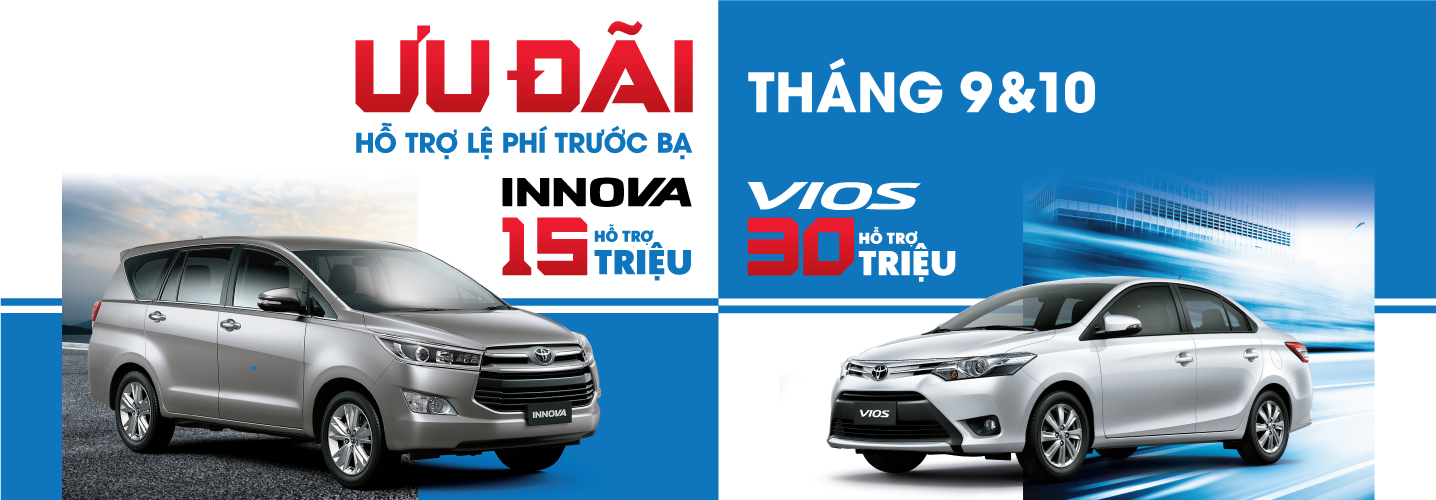 ƯU ĐÃI
HỖ TRỢ LỆ PHÍ TRƯỚC BẠ
THÁNG 9&10
INNOVA
15 HỖ TRỢ
TRIỆU
VIOS
30 HỖ TRỢ
TRIỆU
INNOVA
VIOS